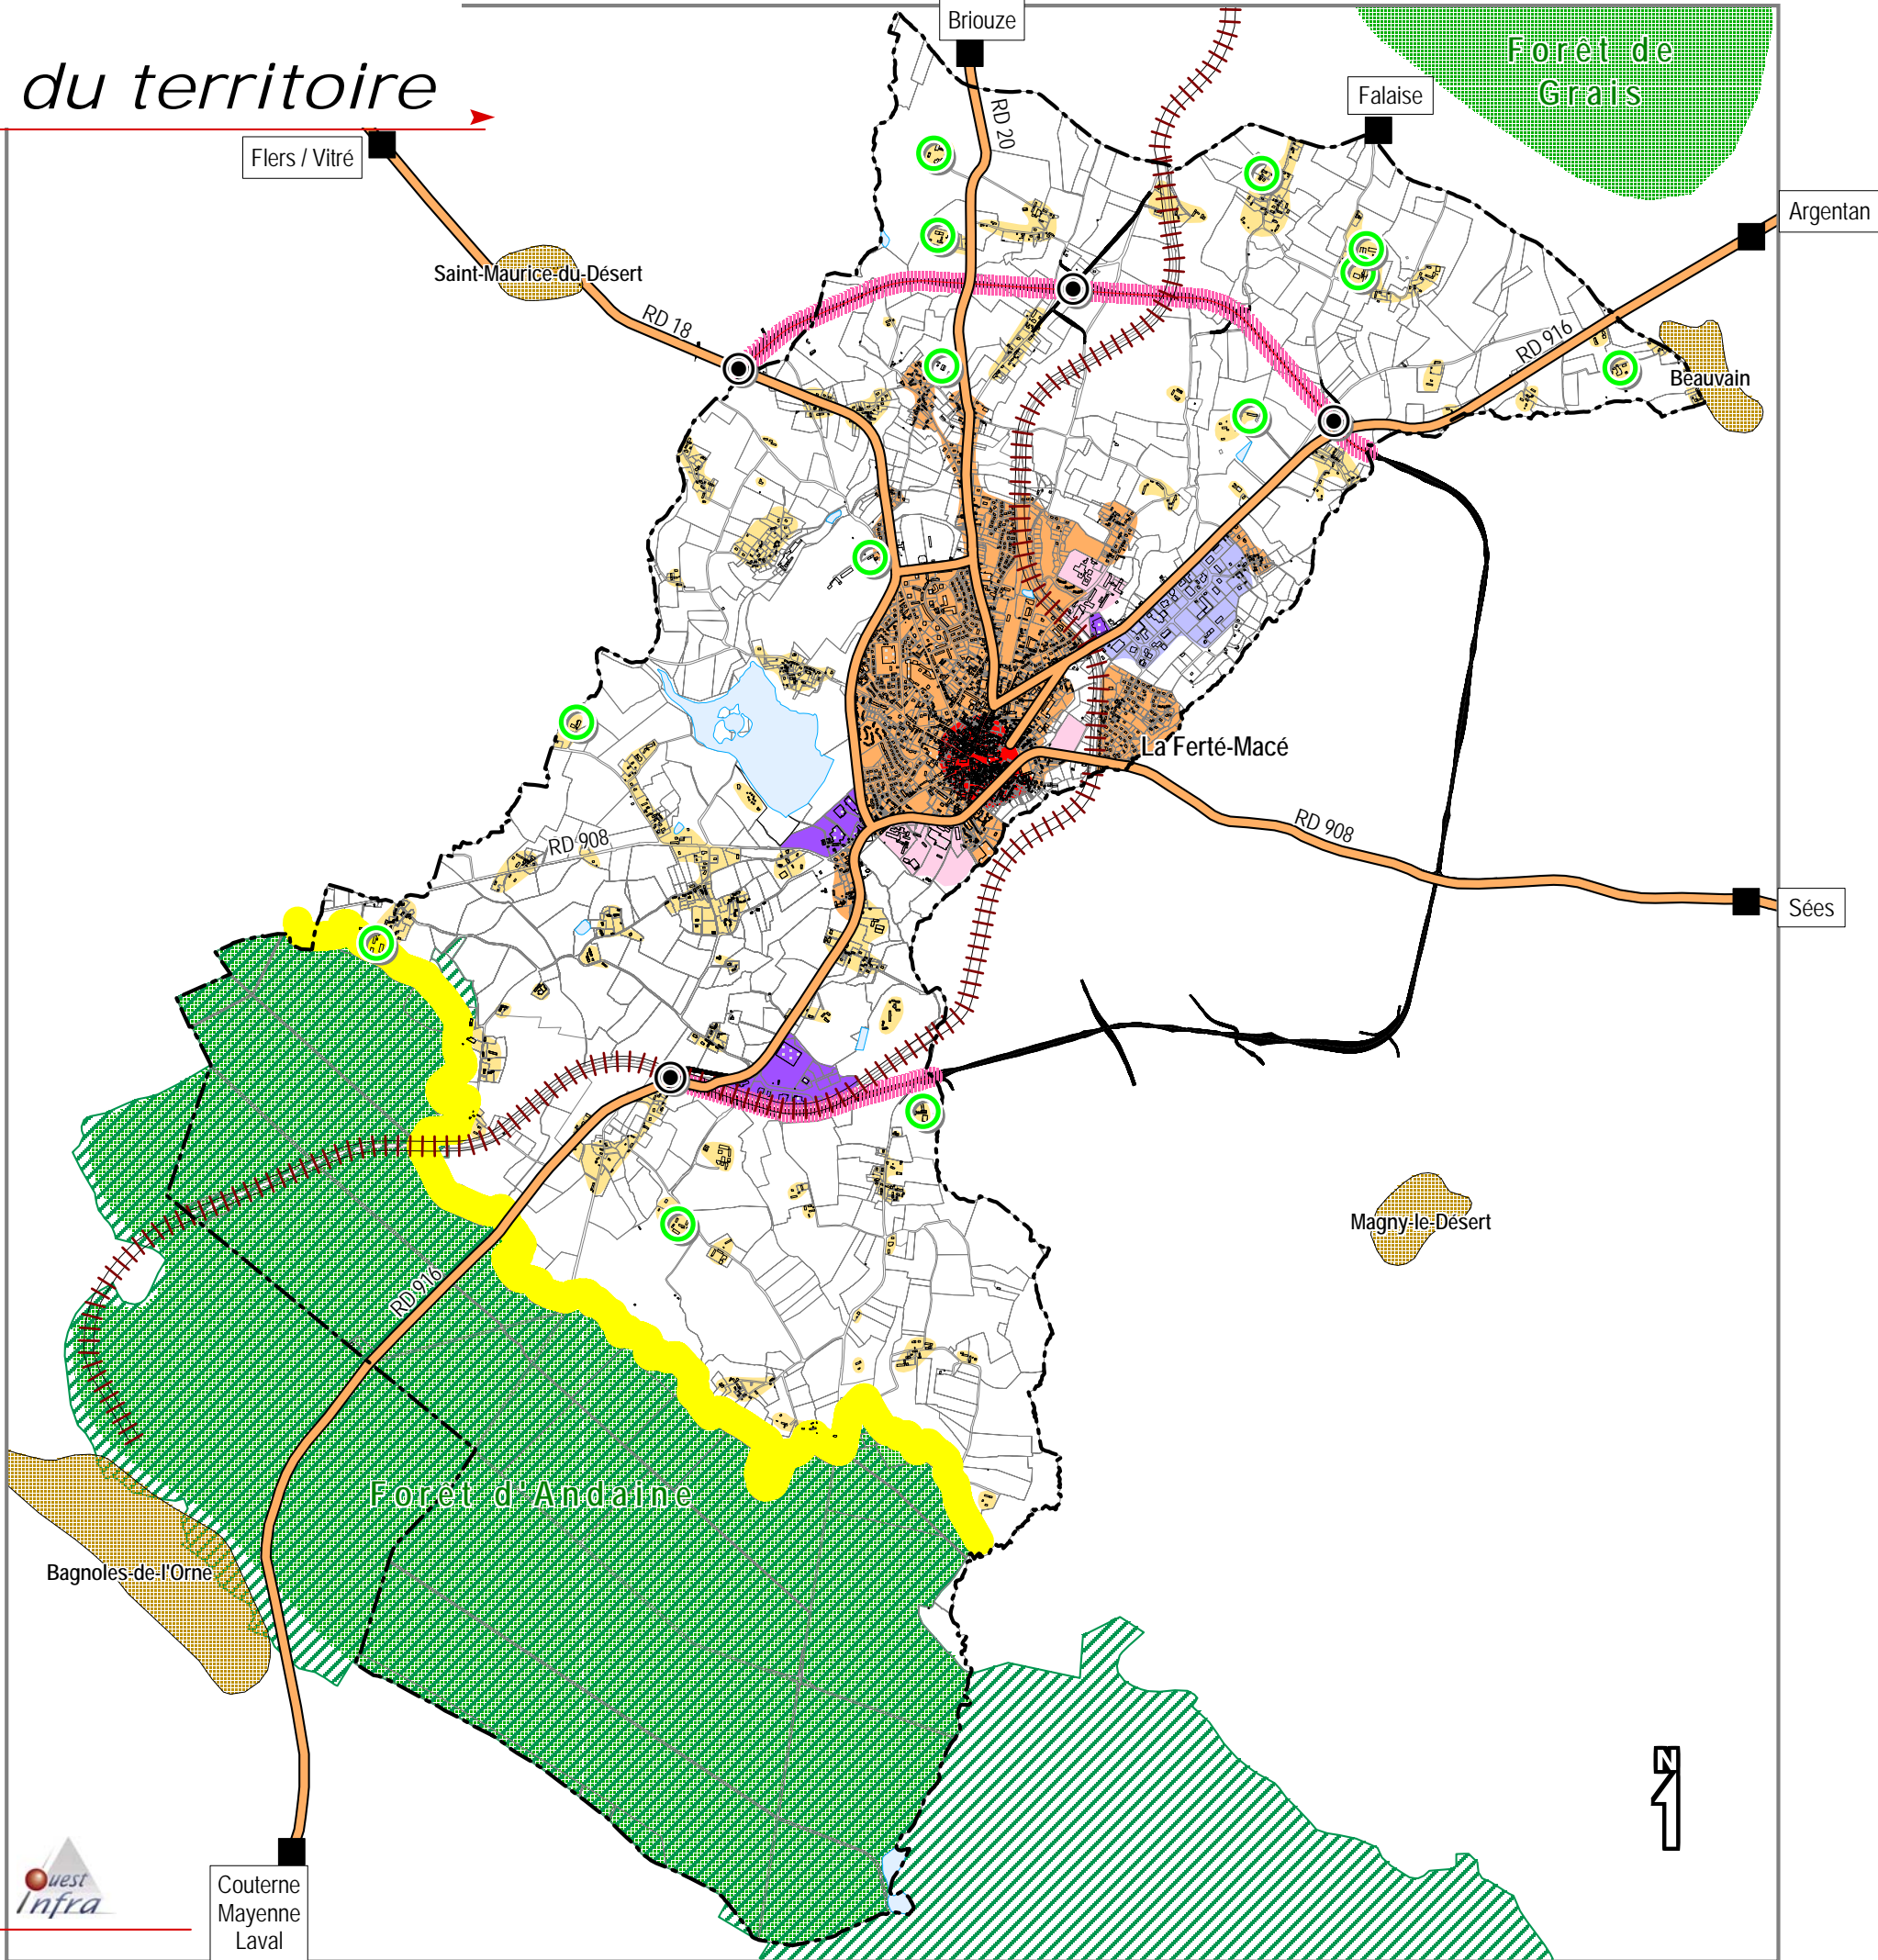 Briouze
du territoire
Forêt de
Grais
Falaise
Flers / Vitré
RD 20
Argentan
Saint-Maurice-du-Désert
RD 18
RD 916
Beauvain
La Ferté-Macé
RD 908
RD 908
Sées
Magny-le-Désert
RD 916
Forêt d'Andaine
Bagnoles-de-l'Orne
N
Ouest
Infra
Couterne
Mayenne
Laval